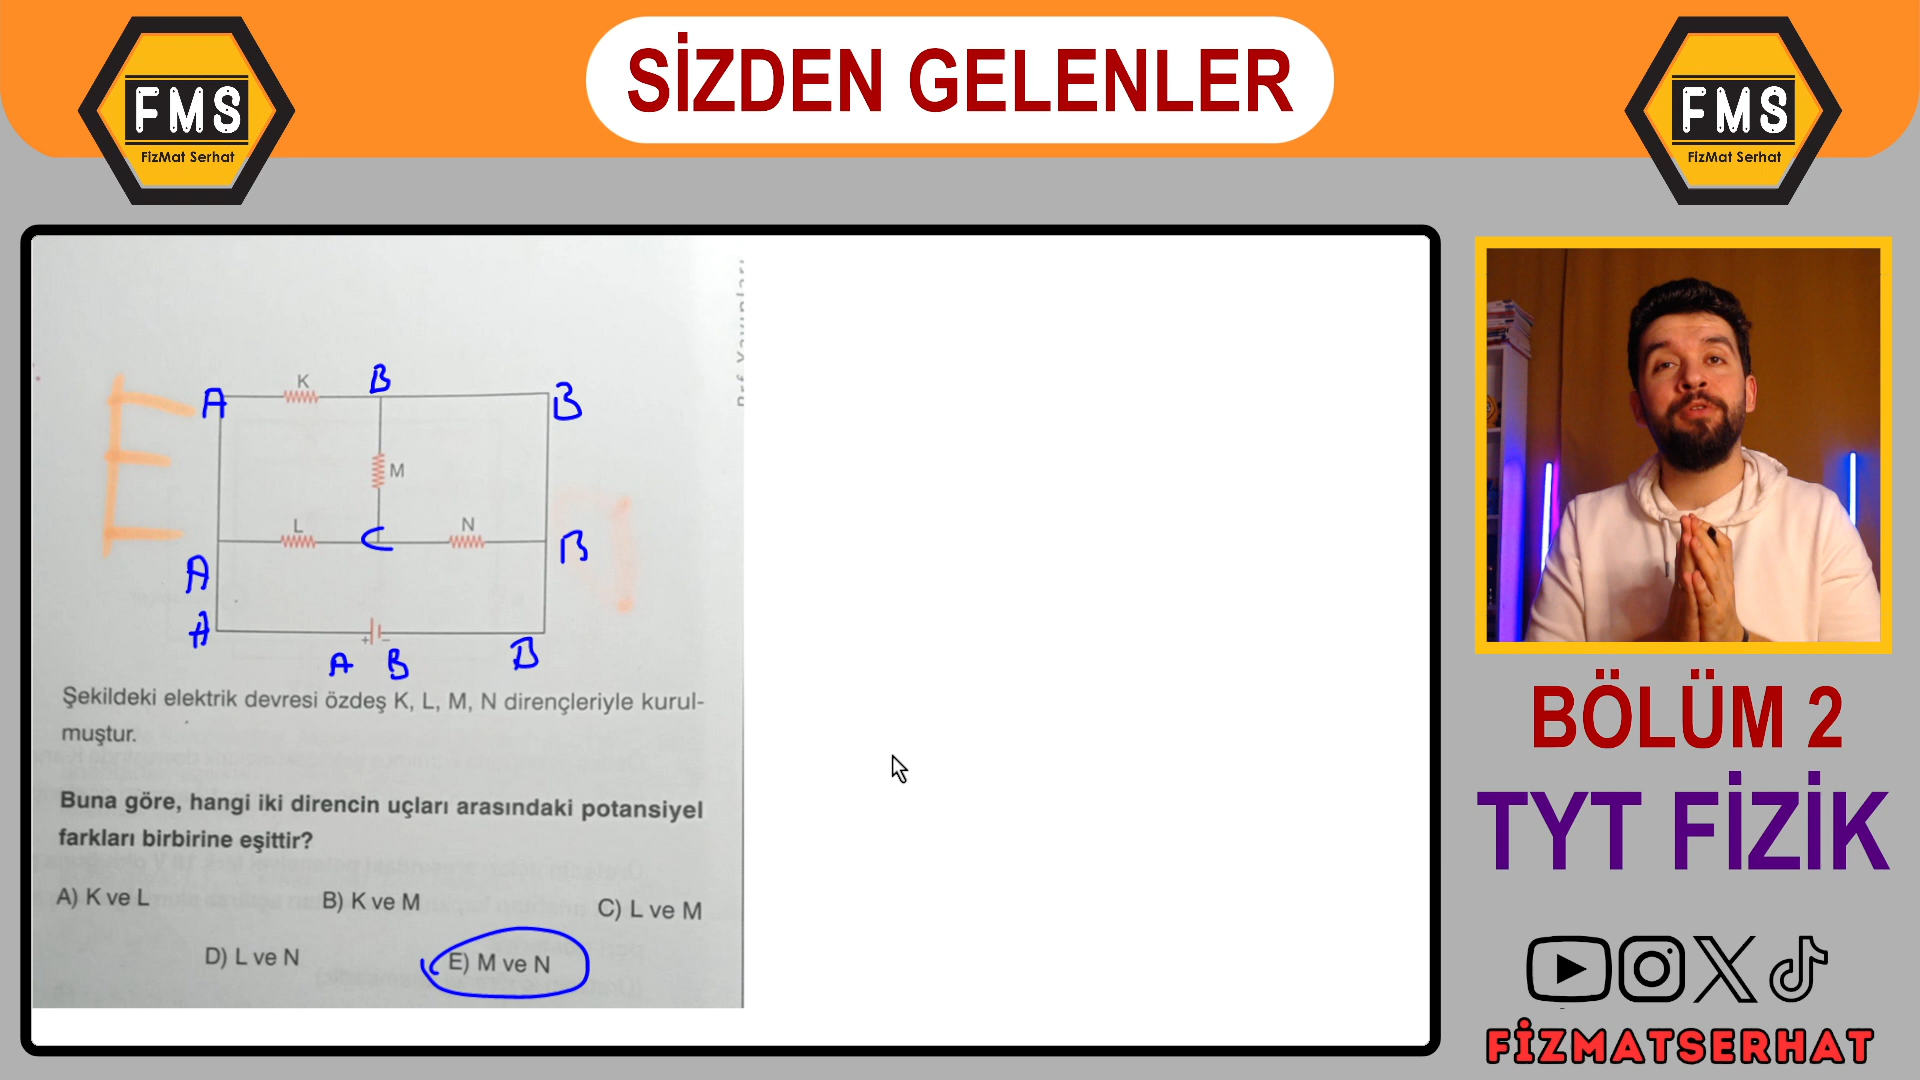 SİZDEN GELENLER
FMS
FizMat Serhat
FMS
FizMat Serhat
K
B
A
B
M
L
C
N
B
A
A
+
-
A
B
B
Şekildeki elektrik devresi özdeş K, L, M, N dirençleriyle kurul-
muştur.
Buna göre, hangi iki direncin uçları arasındaki potansiyel
farkları birbirine eşittir?
A) K ve L
B) K ve M
C) L ve M
D) L ve N
E) M ve N
E
BÖLÜM 2
TYT FİZİK
FİZMATSERHAT